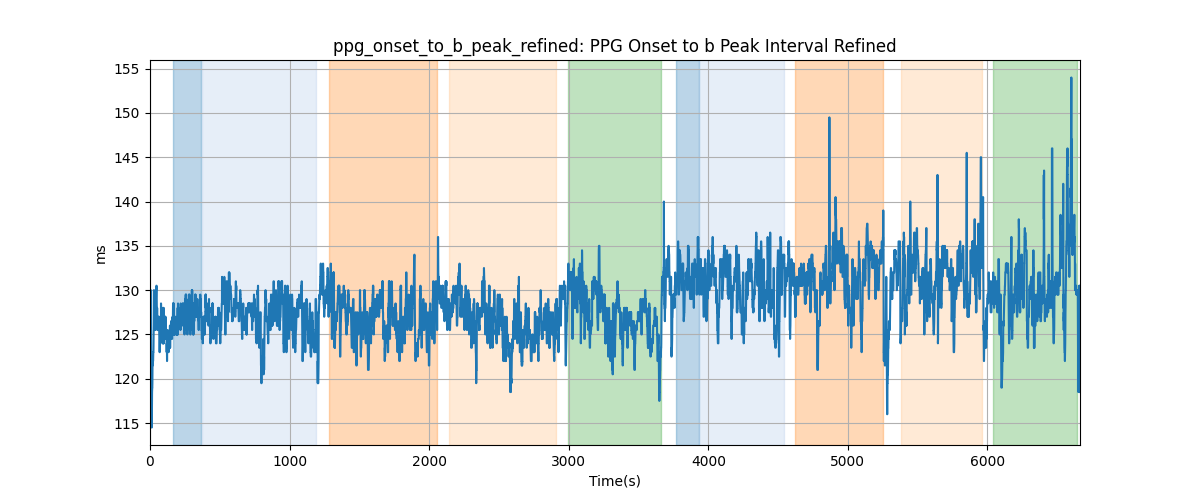 ppg_onset_to_b_peak_refined: PPG Onset to b Peak Interval Refined
155
150
145
140
135
130
125
120
115
ms
0 1000 2000 3000 4000 5000 6000
Time(s)